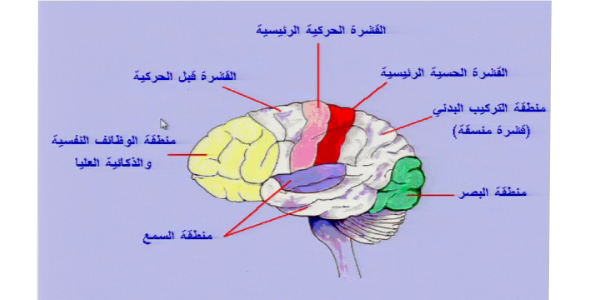 القشرة الحركية الرئيسية
القشرة الحسية الرئيسية
القشرة قبل الحركية
منطقة التركيب البدني
(قشرة منسقة)
منطقة الوظائف النفسية
والذكائية العليا
منطقة البصر
منطقة السمع